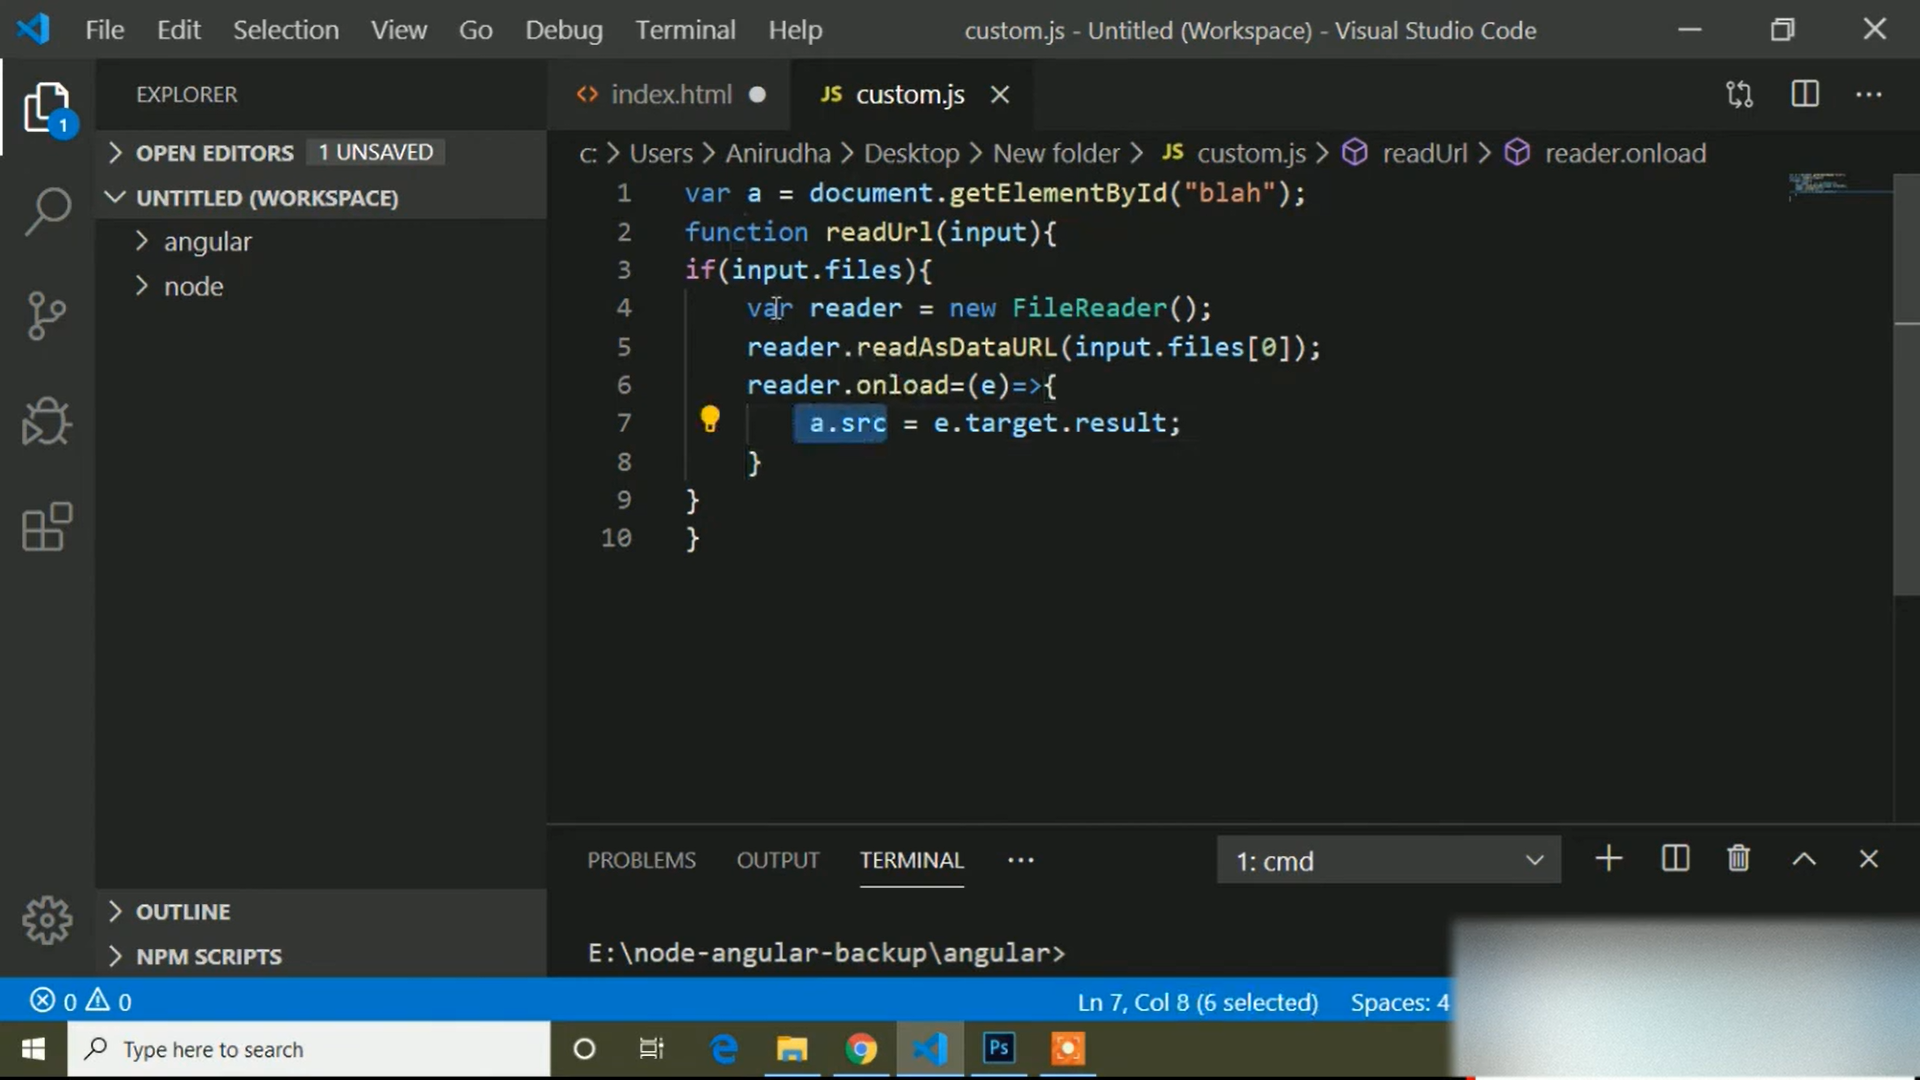 File Edit Selection View Go Debug Terminal Help custom.js - Untitled (Workspace) - Visual Studio Code
EXPLORER
index.html
JS custom.js
OPEN EDITORS 1 UNSAVED
UNTITLED (WORKSPACE)
angular
node
1
c: > Users > Anirudha > Desktop > New folder > JS custom.js > readUrl > reader.onload
1 var a = document.getElementById("blah");
2 function readUrl(input){
3 if(input.files){
4 var reader = new FileReader();
5 reader.readAsDataURL(input.files[0]);
6 reader.onload=(e)=>{
7 a.src = e.target.result;
8 }
9 }
10 }
PROBLEMS OUTPUT TERMINAL ··· 1: cmd
OUTLINE
NPM SCRIPTS
E:\node-angular-backup\angular>
0 0 Ln 7, Col 8 (6 selected) Spaces: 4
Type here to search
Ps